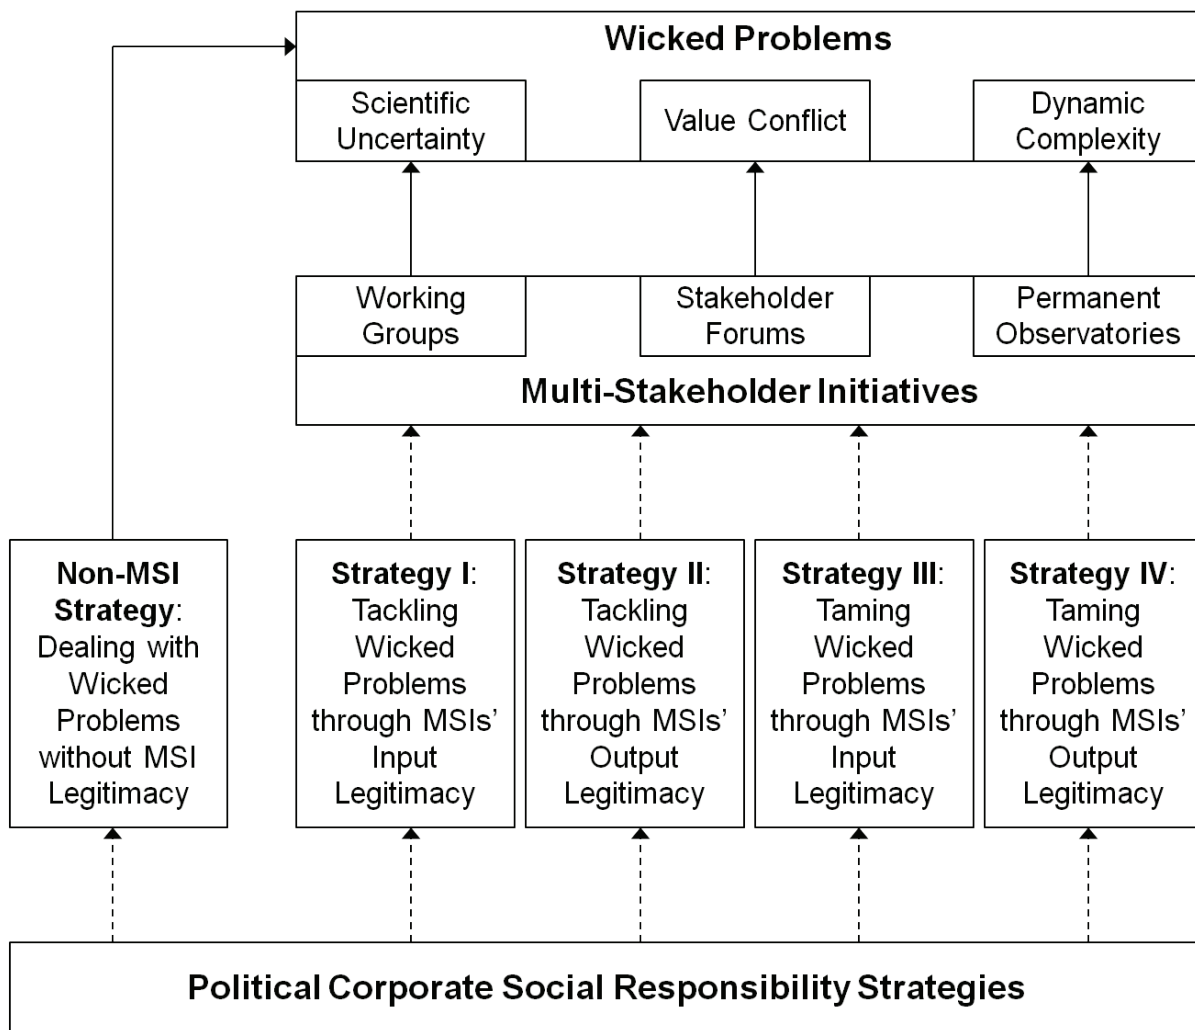 Wicked Problems
Scientific
Uncertainty
Value Conflict
Dynamic
Complexity
Working
Groups
Stakeholder
Forums
Permanent
Observatories
Multi-Stakeholder Initiatives
Non-MSI
Strategy:
Dealing with
Wicked
Problems
without MSI
Legitimacy
Strategy I:
Tackling
Wicked
Problems
through MSIs’
Input
Legitimacy
Strategy II:
Tackling
Wicked
Problems
through MSIs’
Output
Legitimacy
Strategy III:
Taming
Wicked
Problems
through MSIs’
Input
Legitimacy
Strategy IV:
Taming
Wicked
Problems
through MSIs’
Output
Legitimacy
Political Corporate Social Responsibility Strategies